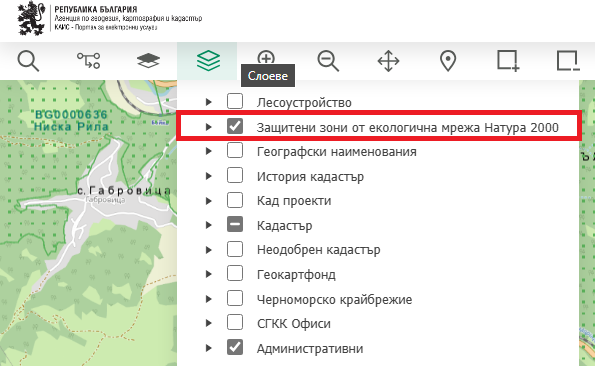 РЕПУБЛИКА БЪЛГАРИЯ
Агенция по геодезия, картография и кадастър
КАИС - Портал за електронни услуги
Слоеве
Лесоустройство
Защитени зони от екологична мрежа Натура 2000
Географски наименования
История кадастър
Кад проекти
Кадастър
Неодобрен кадастър
Геокартфонд
Черноморско крайбрежие
СГКК Офиси
Административни
BG0000636
Ниска Рила
с. Габровица
Габровица